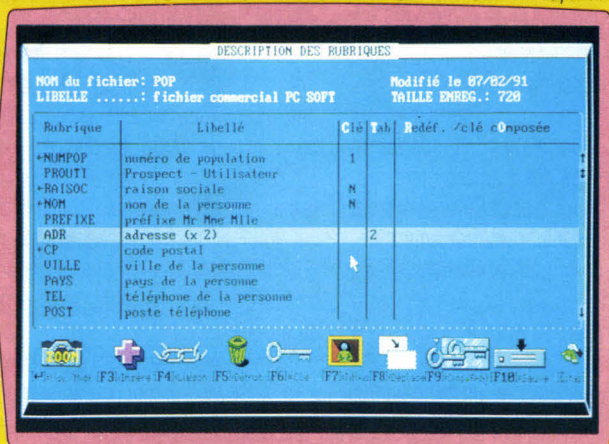 DESCRIPTION DES RUBRIQUES
NOM du fichier: POP Modifié le 07/02/91
LIBELLE ......: fichier commercial PC SOFT TAILLE ENREG.: 720
Rubrique Libellé Clé Tab Redéf. /clé cOmposée
+NUMPOP numéro de population 1
PROUTI Prospect - Utilisateur
+RAISOC raison sociale N
+NOM nom de la personne N
PREFIXE préfixe Mr Mme Mlle
ADR adresse (x 2) 2
+CP code postal
VILLE ville de la personne
PAYS pays de la personne
TEL téléphone de la personne
POST poste téléphone
ZOOM
F3 F4 F5 F6 F7 F8 F9 F10